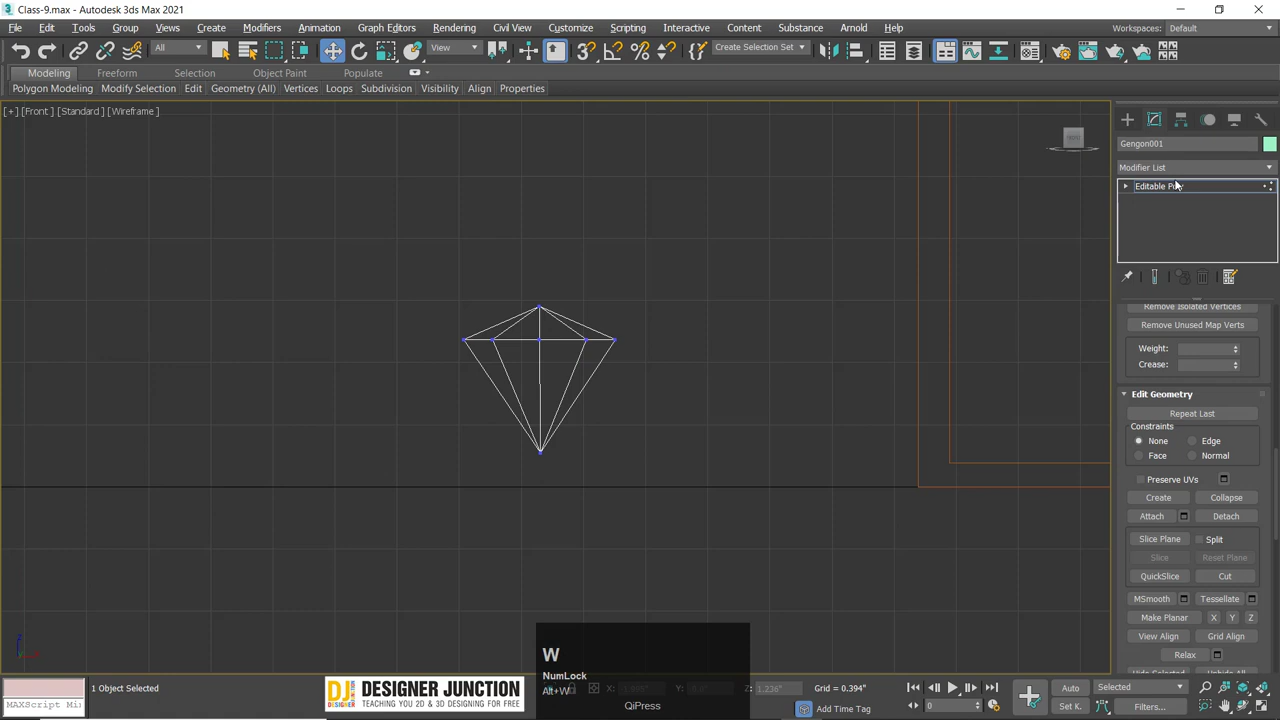 Class-9.max - Autodesk 3ds Max 2021
File Edit Tools Group Views Create Modifiers Animation Graph Editors Rendering Civil View Customize Scripting Interactive Content Substance Arnold Help Workspaces: Default
All View Create Selection Set
Modeling Freeform Selection Object Paint Populate
Polygon Modeling Modify Selection Edit Geometry (All) Vertices Loops Subdivision Visibility Align Properties
[+] [Front ] [Standard ] [Wireframe ]
Gengon001
Modifier List
Editable Poly
Remove Isolated Vertices
Remove Unused Map Verts
Weight:
Crease:
Edit Geometry
Repeat Last
Constraints
None Edge
Face Normal
Preserve UVs
Create Collapse
Attach Detach
Slice Plane Split
Slice Reset Plane
QuickSlice Cut
MSmooth Tessellate
Make Planar X Y Z
View Align Grid Align
Relax
W
NumLock
Alt+W
QiPress
MAXScript Mi
1 Object Selected
DJ DESIGNER
DESIGNER JUNCTION
TEACHING YOU 2D & 3D DESIGNING FOR FREE
X: Y: Z: 1.236" Grid = 0.394"
Add Time Tag
0
Auto Selected
Set K. Filters...